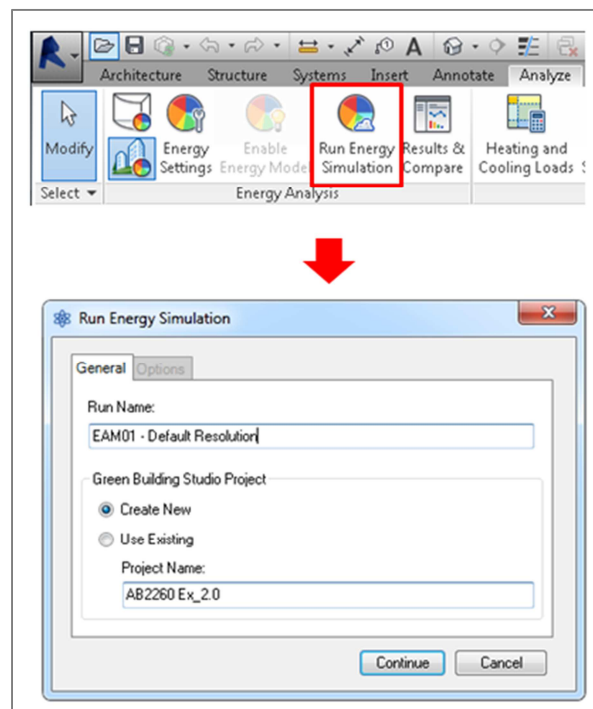 Architecture Structure Systems Insert Annotate Analyze
Modify
Energy Settings
Enable Energy Model
Run Energy Simulation
Results & Compare
Heating and Cooling Loads
Select
Energy Analysis
Run Energy Simulation
General Options
Run Name:
EAM01 - Default Resolution
Green Building Studio Project
Create New
Use Existing
Project Name:
AB2260 Ex_2.0
Continue Cancel